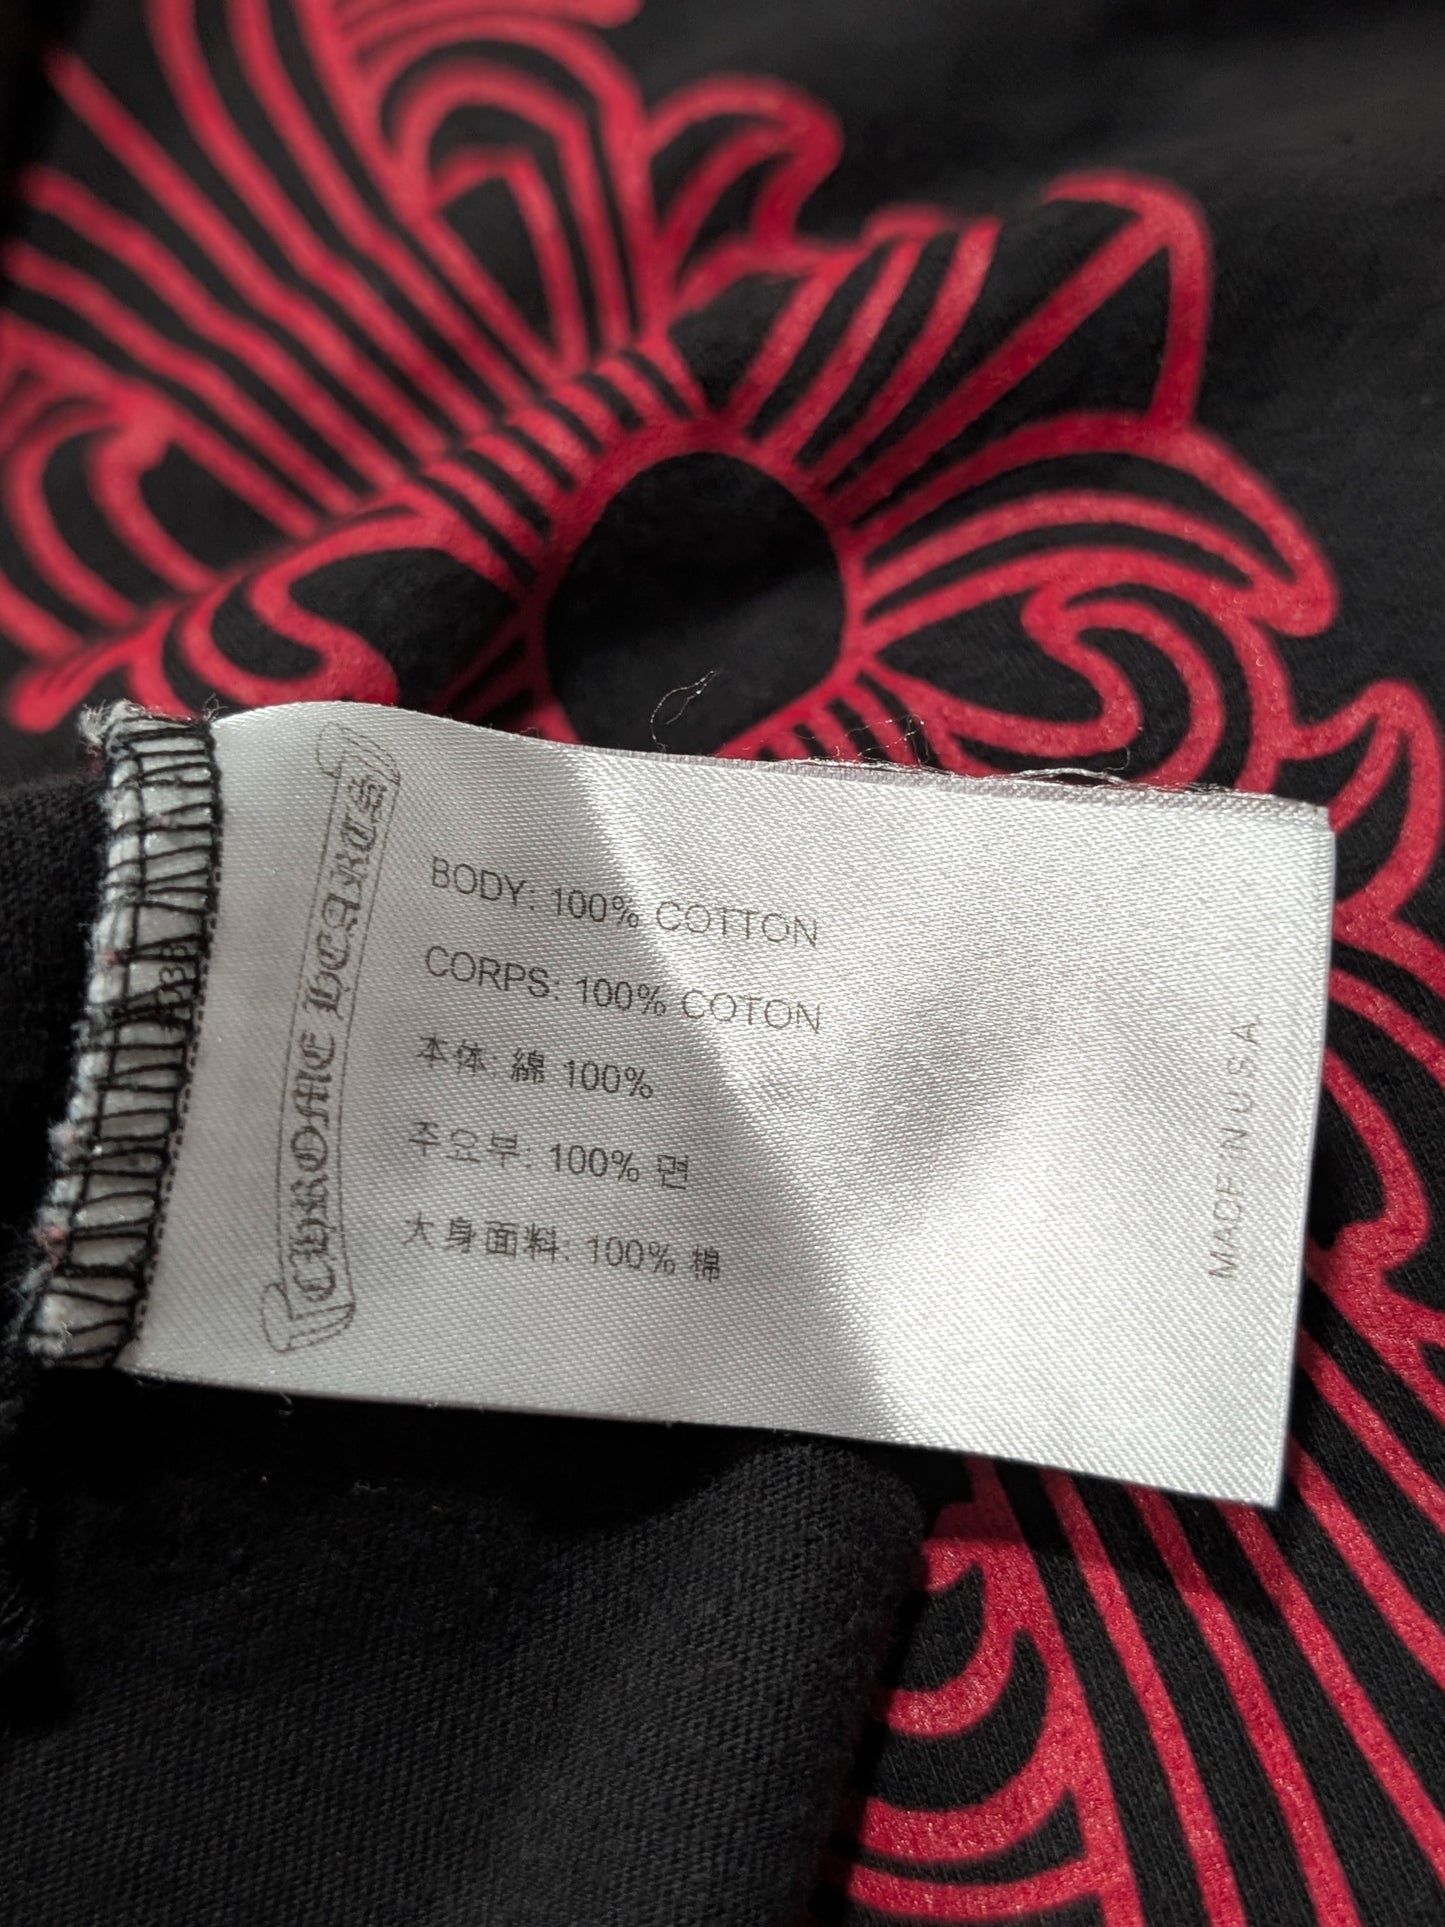 CHROME HEARTS
BODY: 100% COTTON
CORPS: 100% COTON
本体: 綿 100%
주요부: 100% 면
大身面料: 100% 棉
MADE IN U.S.A.